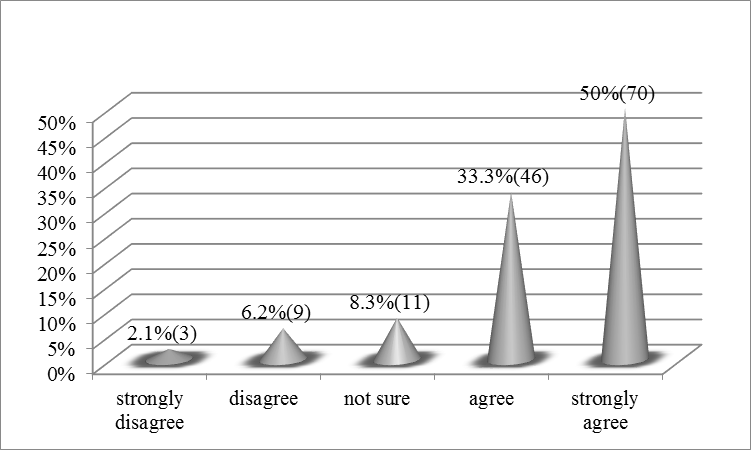 50%(70)
50%
45%
40%
35%
33.3%(46)
30%
25%
20%
15%
10%
8.3%(11)
6.2%(9)
5%
2.1%(3)
0%
strongly
disagree
disagree
not sure
agree
strongly
agree